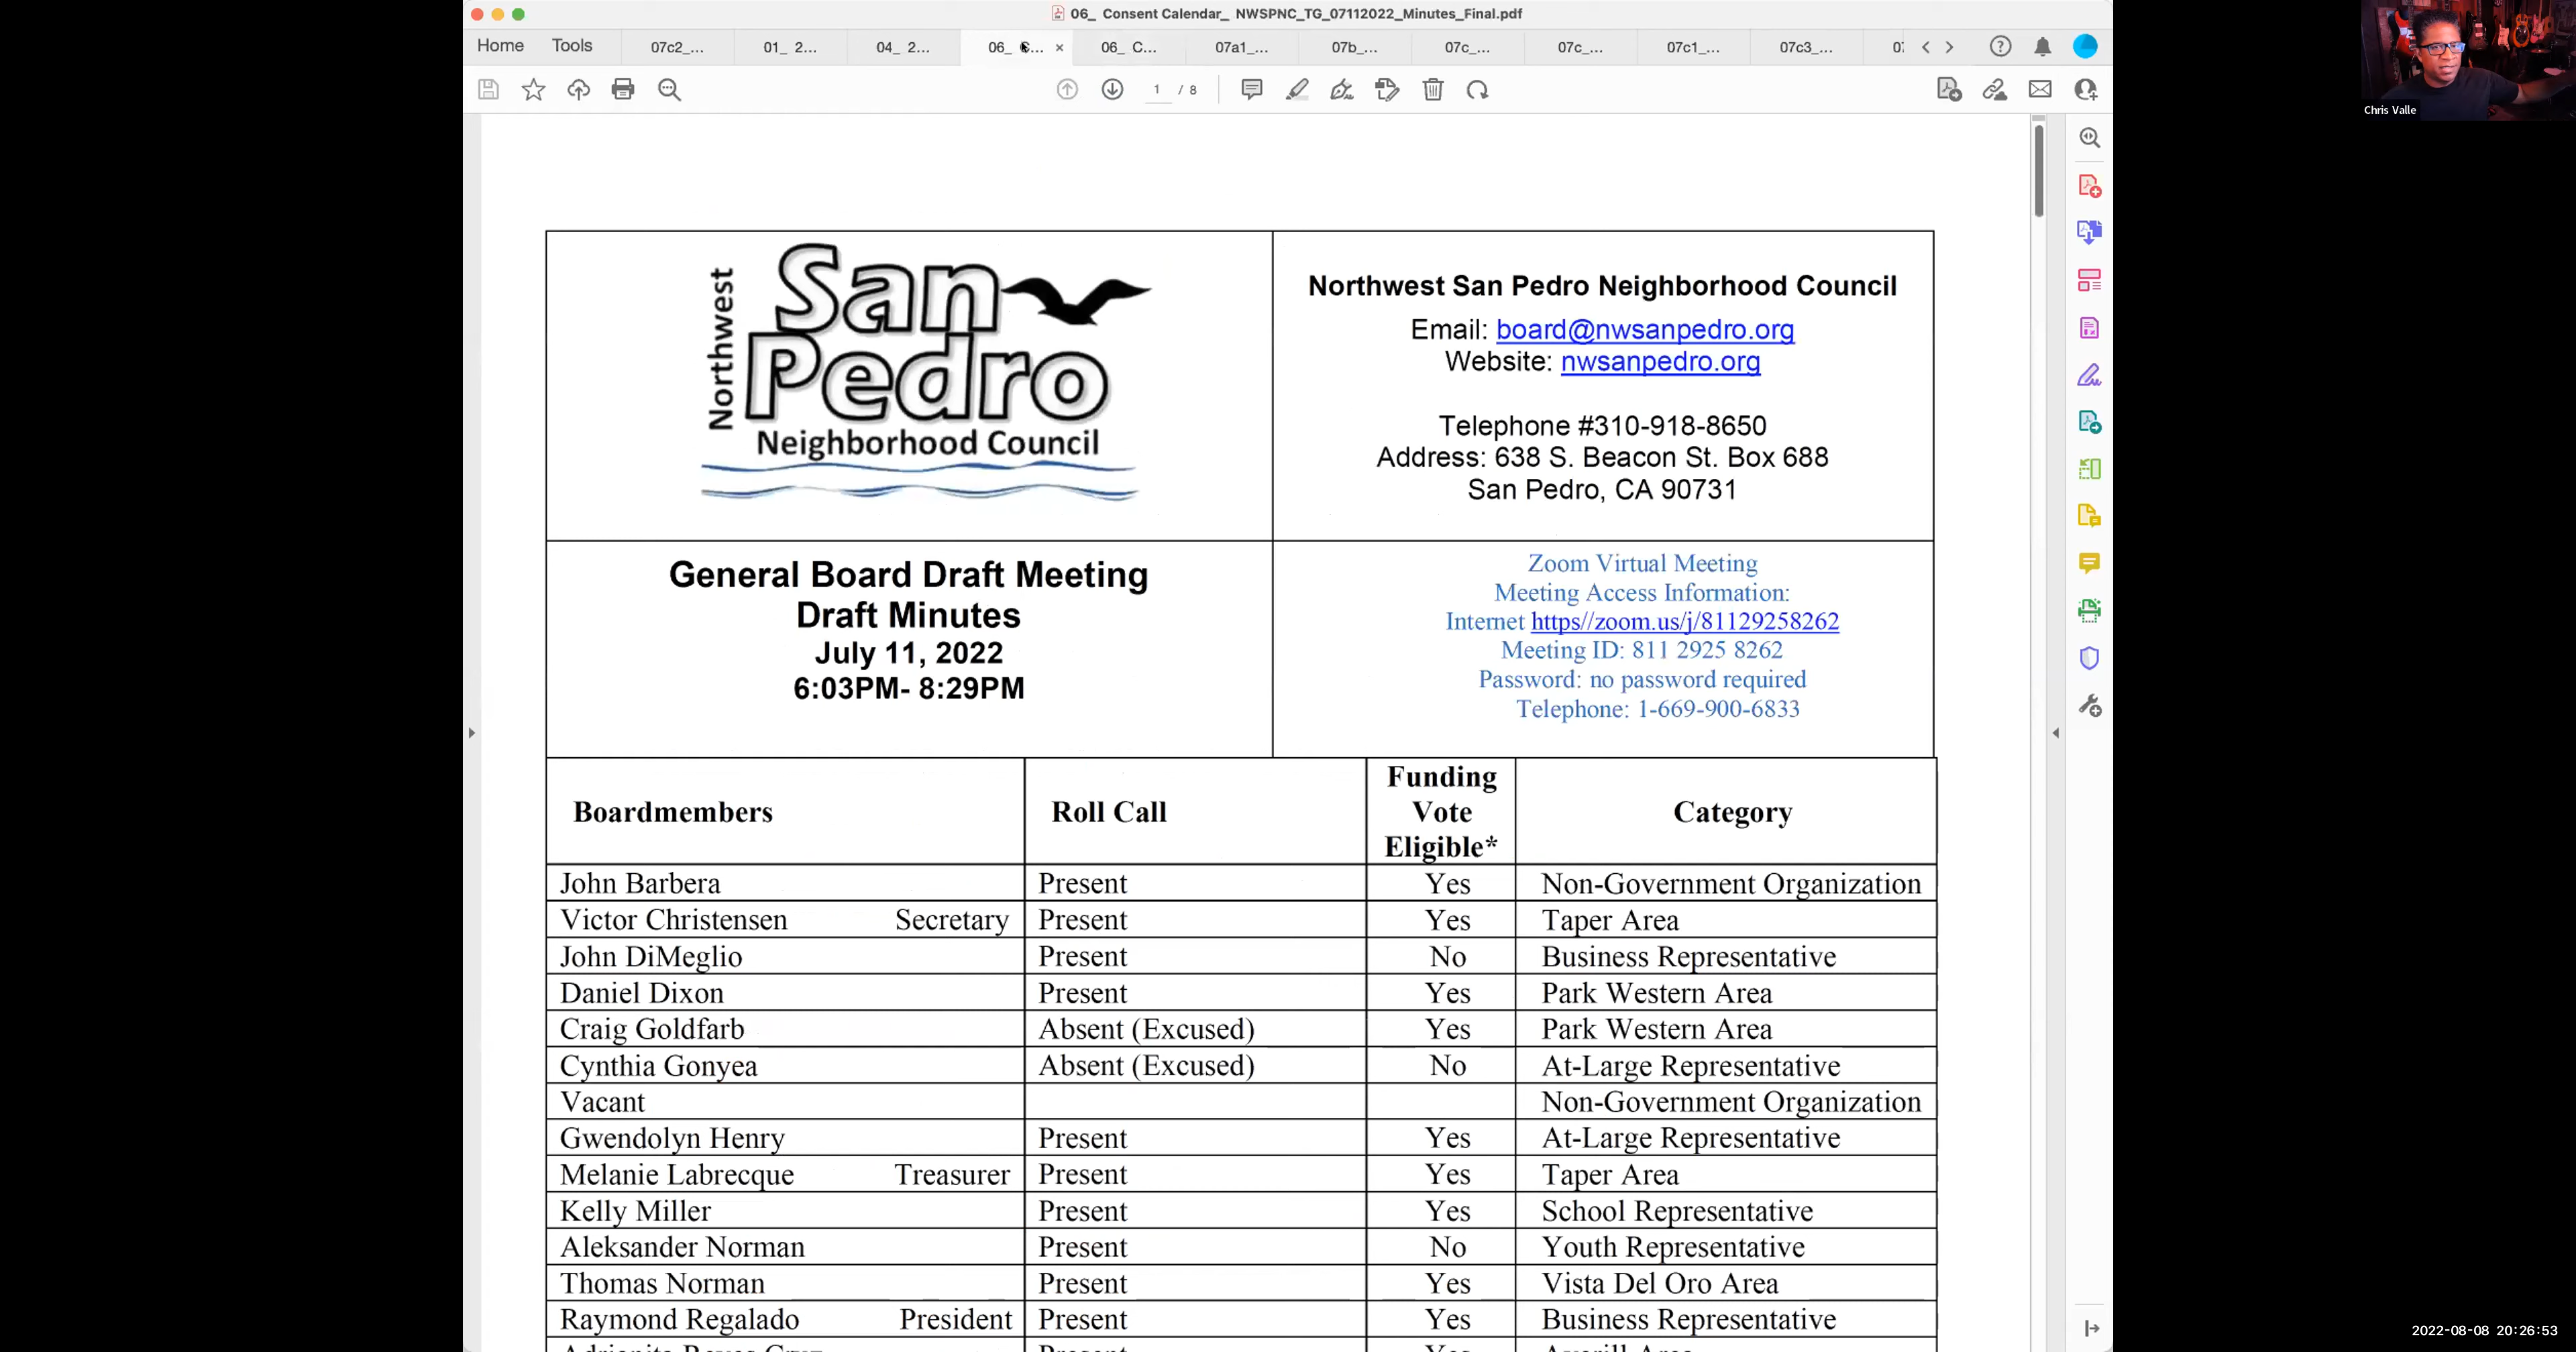 06_ Consent Calendar_ NWSPNC_TG_07112022_Minutes_Final.pdf
Home Tools 07c2_... 01_ 2... 04_ 2... 06_ C... × 06_ C... 07a1_... 07b_... 07c_... 07c_... 07c1_... 07c3_...
1 / 8
Chris Valle
Northwest
San
Pedro
Neighborhood Council
Northwest San Pedro Neighborhood Council
Email: board@nwsanpedro.org
Website: nwsanpedro.org
Telephone #310-918-8650
Address: 638 S. Beacon St. Box 688
San Pedro, CA 90731
General Board Draft Meeting
Draft Minutes
July 11, 2022
6:03PM- 8:29PM
Zoom Virtual Meeting
Meeting Access Information:
Internet https//zoom.us/j/81129258262
Meeting ID: 811 2925 8262
Password: no password required
Telephone: 1-669-900-6833
Boardmembers Roll Call Funding Vote Eligible* Category
John Barbera Present Yes Non-Government Organization
Victor Christensen Secretary Present Yes Taper Area
John DiMeglio Present No Business Representative
Daniel Dixon Present Yes Park Western Area
Craig Goldfarb Absent (Excused) Yes Park Western Area
Cynthia Gonyea Absent (Excused) No At-Large Representative
Vacant Non-Government Organization
Gwendolyn Henry Present Yes At-Large Representative
Melanie Labrecque Treasurer Present Yes Taper Area
Kelly Miller Present Yes School Representative
Aleksander Norman Present No Youth Representative
Thomas Norman Present Yes Vista Del Oro Area
Raymond Regalado President Present Yes Business Representative
2022-08-08 20:26:53